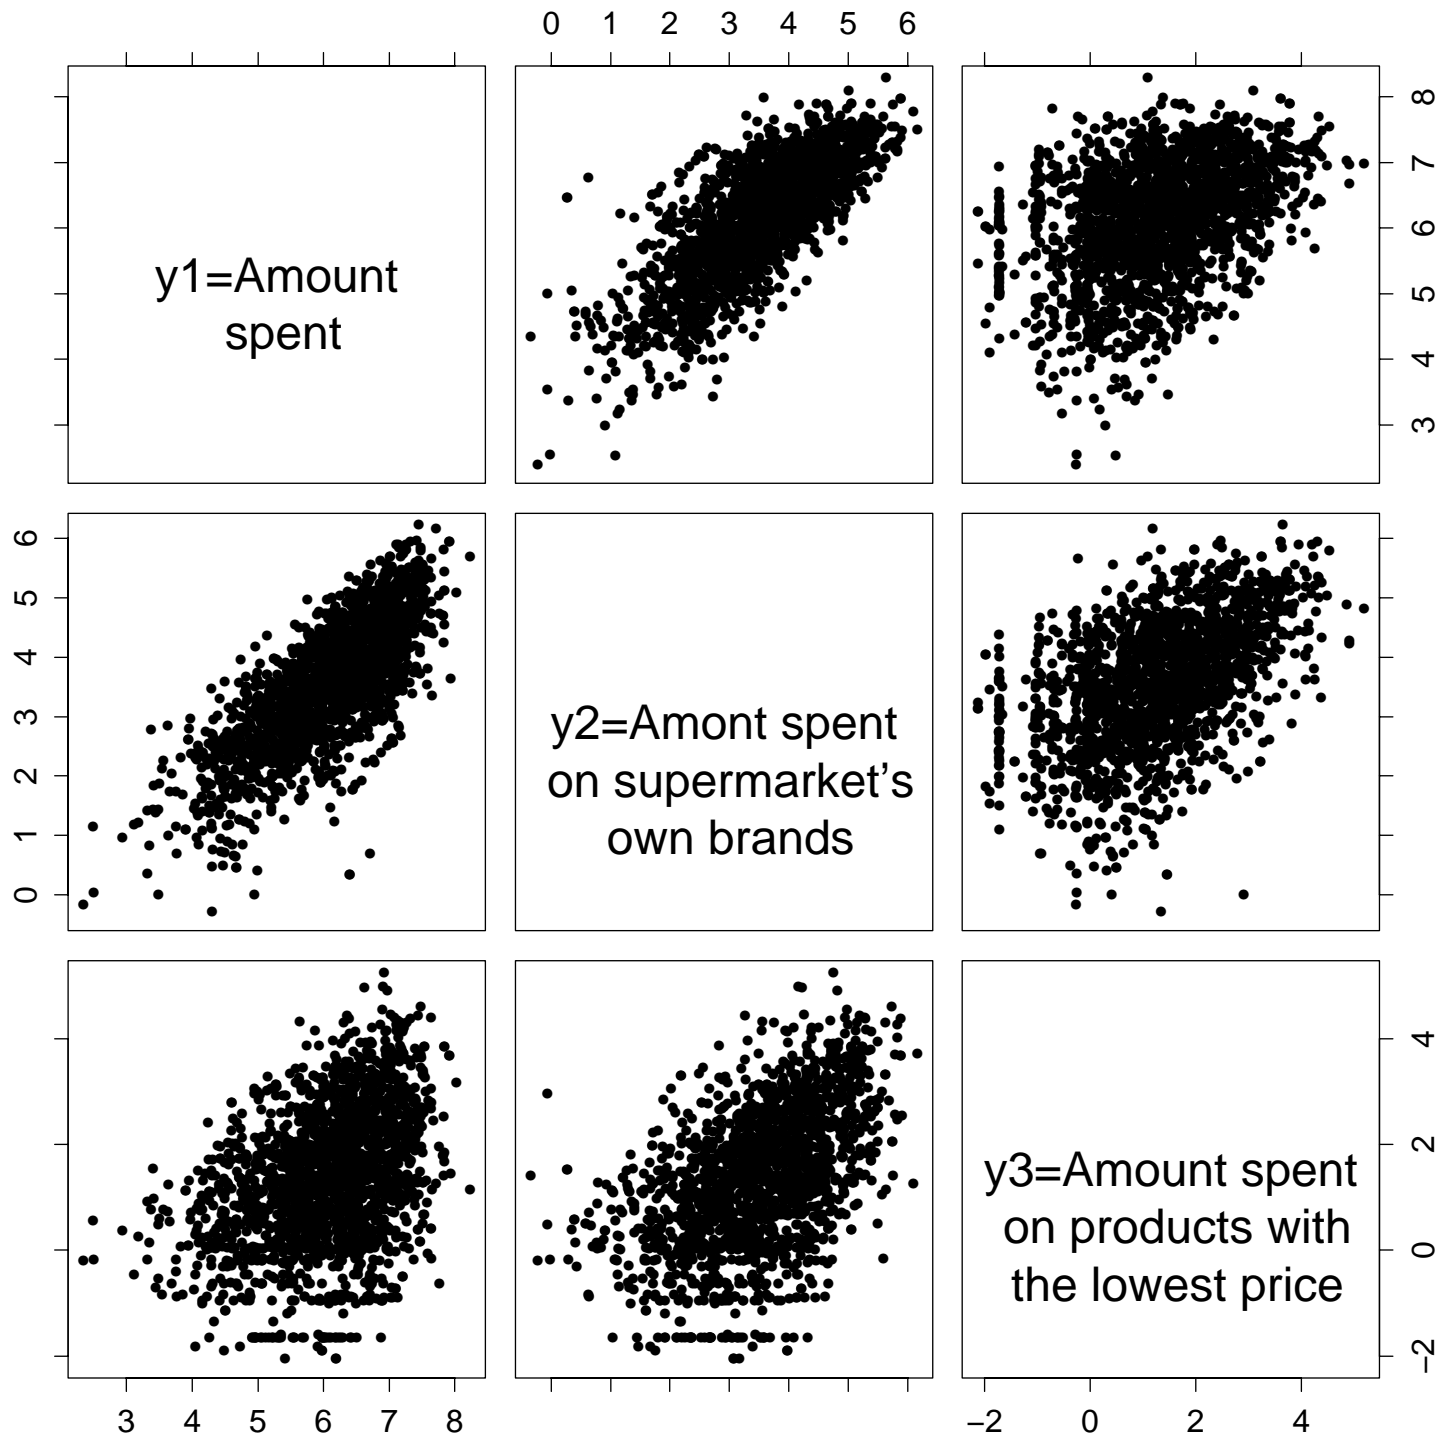 0 1 2 3 4 5 6
y1=Amount
spent
3 4 5 6 7 8
0 1 2 3 4 5 6
y2=Amont spent
on supermarket’s
own brands
y3=Amount spent
on products with
the lowest price
−2 0 2 4
3 4 5 6 7 8
−2 0 2 4